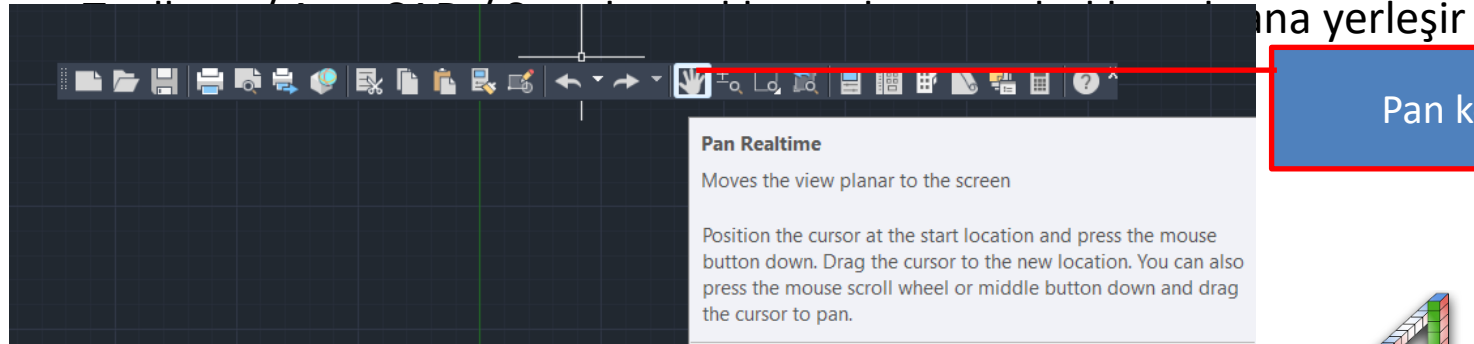 ana yerleşir
Pan k
Pan Realtime
Moves the view planar to the screen
Position the cursor at the start location and press the mouse
button down. Drag the cursor to the new location. You can also
press the mouse scroll wheel or middle button down and drag
the cursor to pan.